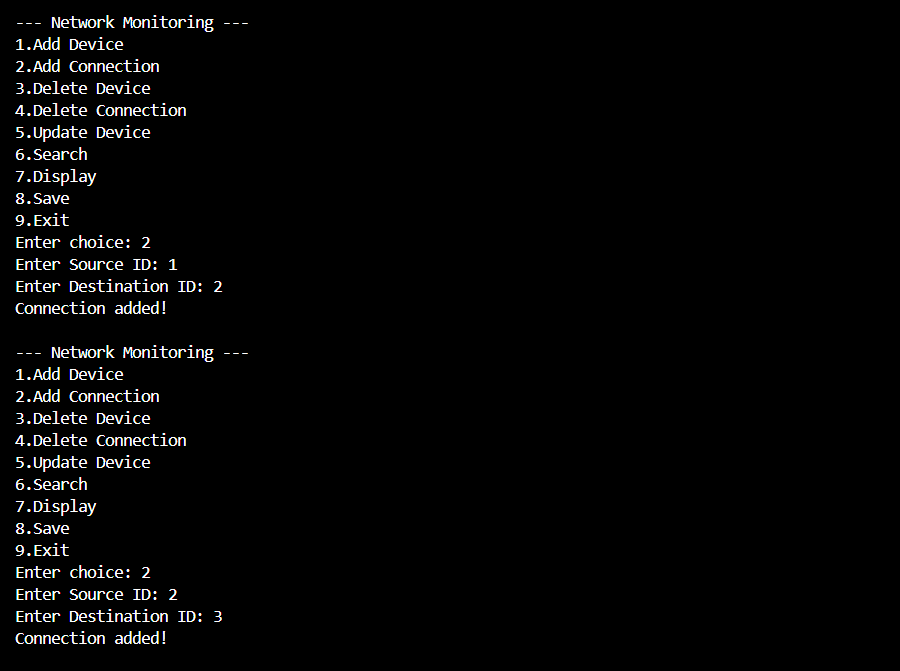 --- Network Monitoring ---
1.Add Device
2.Add Connection
3.Delete Device
4.Delete Connection
5.Update Device
6.Search
7.Display
8.Save
9.Exit
Enter choice: 2
Enter Source ID: 1
Enter Destination ID: 2
Connection added!

--- Network Monitoring ---
1.Add Device
2.Add Connection
3.Delete Device
4.Delete Connection
5.Update Device
6.Search
7.Display
8.Save
9.Exit
Enter choice: 2
Enter Source ID: 2
Enter Destination ID: 3
Connection added!